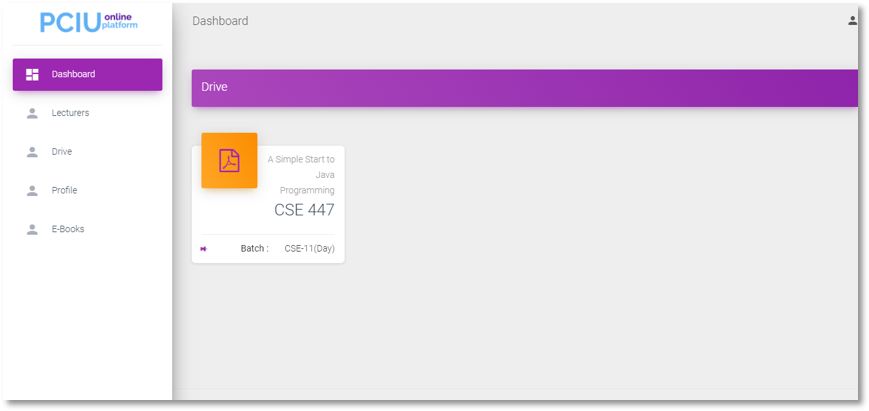 PCIU online platform
Dashboard
Lecturers
Drive
Profile
E-Books
Dashboard
Drive
A Simple Start to
Java
Programming
CSE 447
Batch : CSE-11(Day)